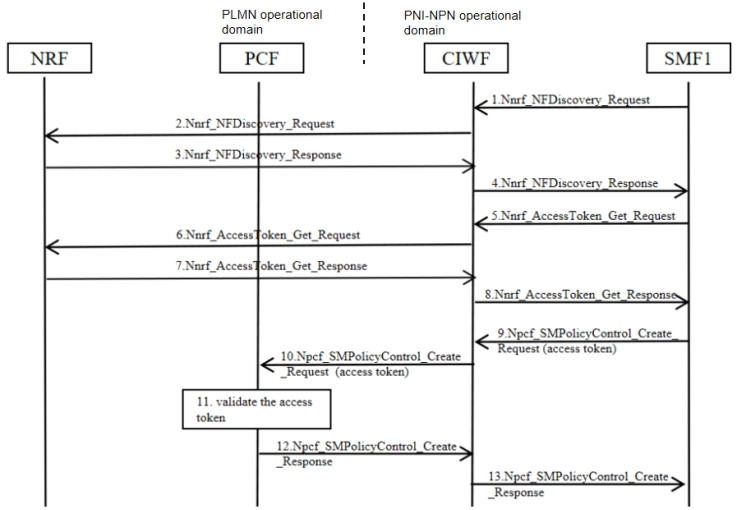 PLMN operational
domain
PNI-NPN operational
domain
NRF
PCF
CIWF
SMF1
1.Nnrf_NFDiscovery_Request
2.Nnrf_NFDiscovery_Request
3.Nnrf_NFDiscovery_Response
4.Nnrf_NFDiscovery_Response
5.Nnrf_AccessToken_Get_Request
6.Nnrf_AccessToken_Get_Request
7.Nnrf_AccessToken_Get_Response
8.Nnrf_AccessToken_Get_Response
9.Npcf_SMPolicyControl_Create_
Request (access token)
10.Npcf_SMPolicyControl_Create
_Request (access token)
11. validate the access
token
12.Npcf_SMPolicyControl_Create
_Response
13.Npcf_SMPolicyControl_Create
_Response